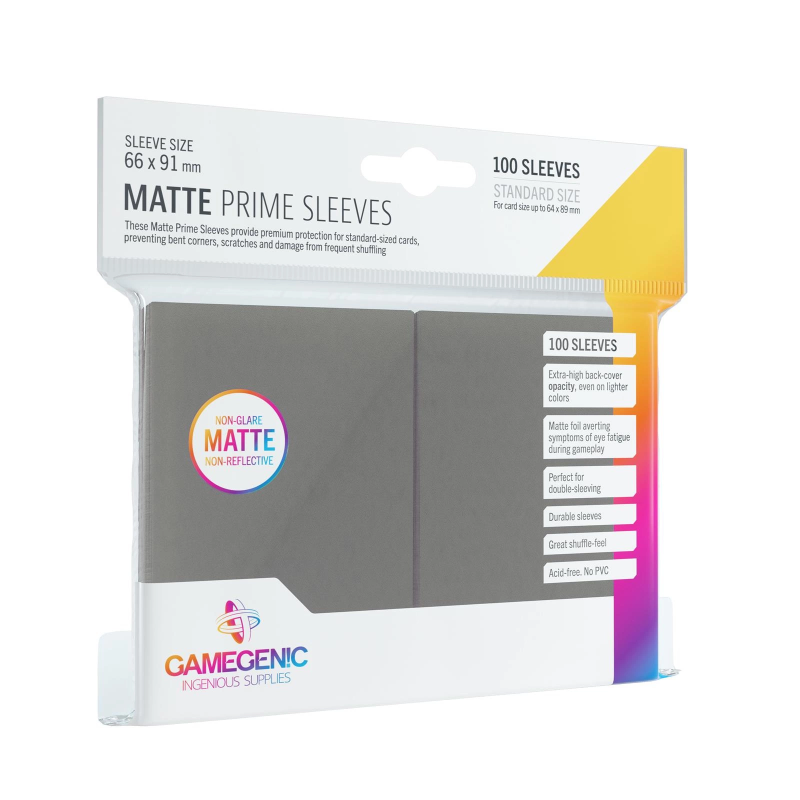 SLEEVE SIZE
66 x 91 mm
MATTE PRIME SLEEVES
These Matte Prime Sleeves provide premium protection for standard-sized cards,
preventing bent corners, scratches and damage from frequent shuffling
100 SLEEVES
STANDARD SIZE
For card size up to 64 x 89 mm
NON-GLARE
MATTE
NON-REFLECTIVE
100 SLEEVES
Extra-high back-cover
opacity, even on lighter
colors
Matte foil averting
symptoms of eye fatigue
during gameplay
Perfect for
double-sleeving
Durable sleeves
Great shuffle-feel
Acid-free. No PVC
GAMEGEN!C
INGENIOUS SUPPLIES